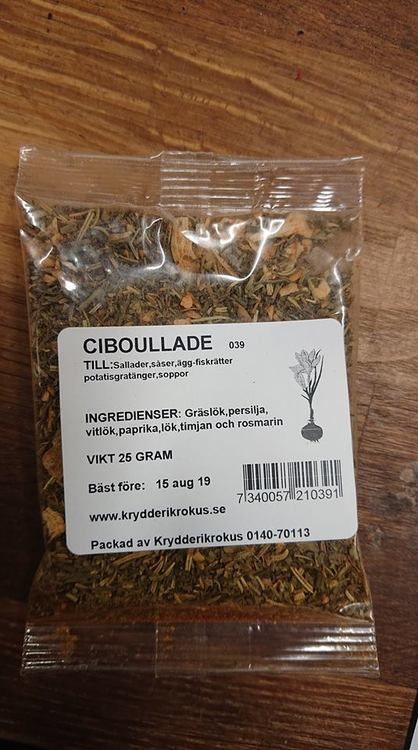 CIBOULLADE 039
TILL:Sallader,såser,ägg-fiskrätter
potatisgratänger,soppor
INGREDIENSER: Gräslök,persilja,
vitlök,paprika,lök,timjan och rosmarin
VIKT 25 GRAM
Bäst före: 15 aug 19
7 340057 210391
www.krydderikrokus.se
Packad av Krydderikrokus 0140-70113